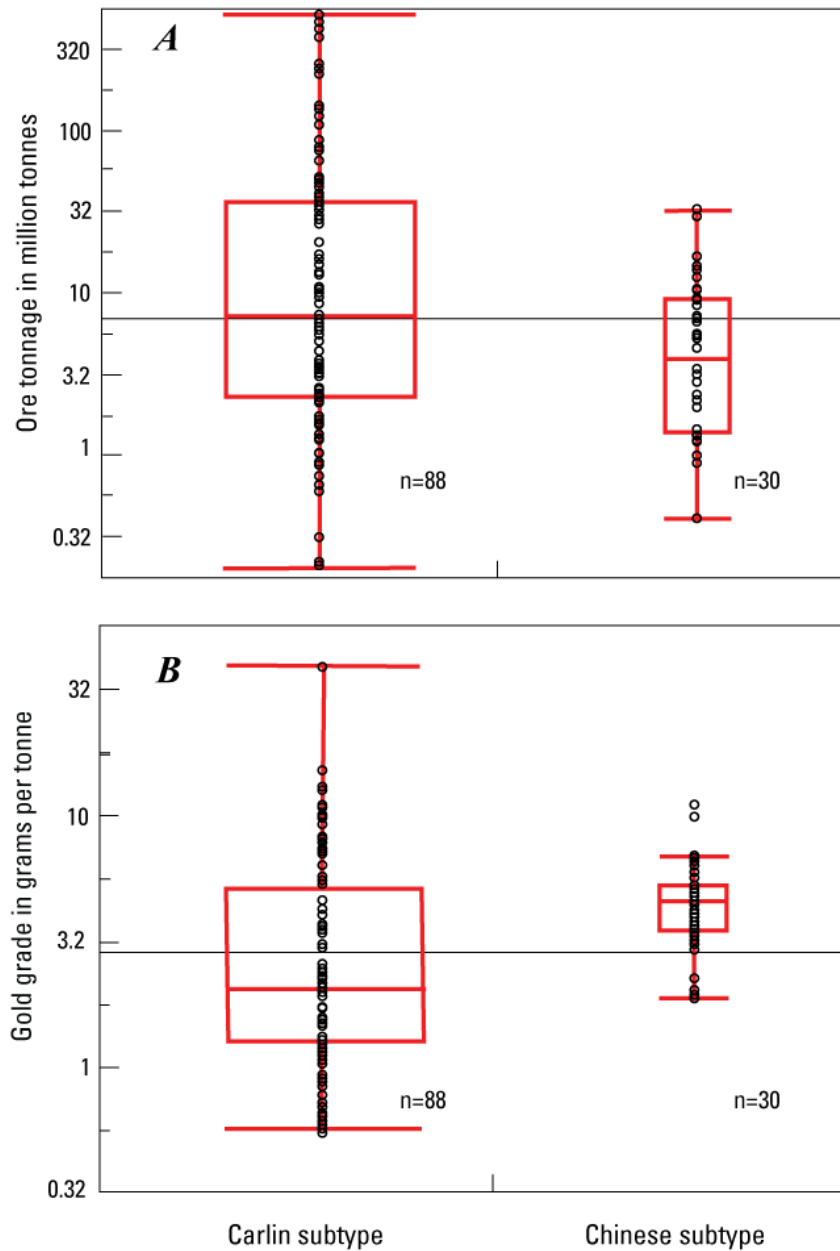 A
Ore tonnage in million tonnes
320
100
32
10
3.2
1
0.32
n=88
n=30
B
Gold grade in grams per tonne
32
10
3.2
1
0.32
n=88
n=30
Carlin subtype
Chinese subtype